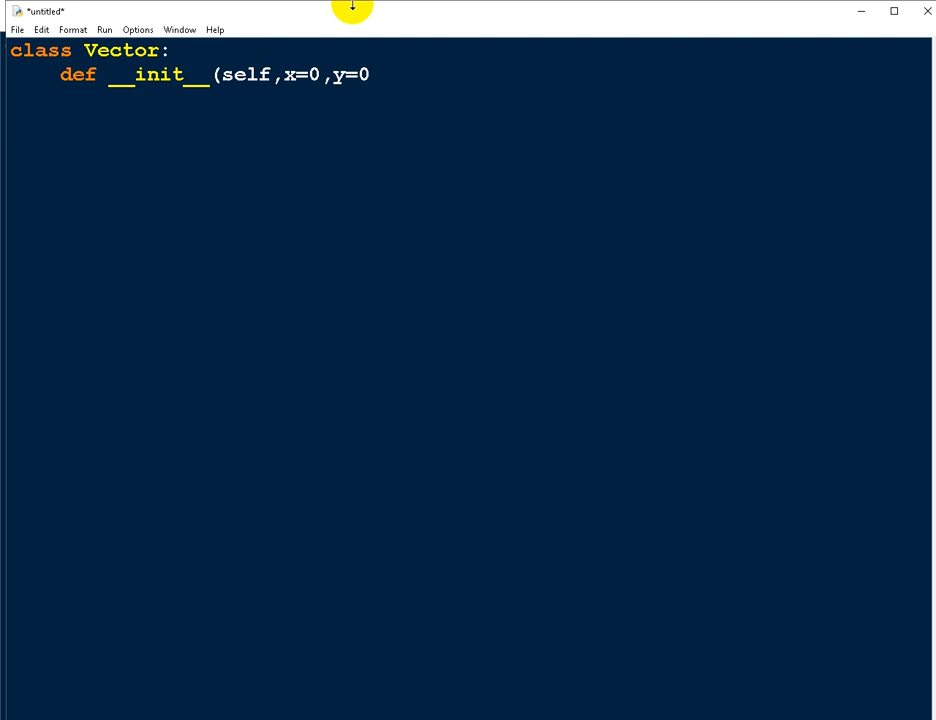 *untitled*
File Edit Format Run Options Window Help
class Vector:
    def __init__(self,x=0,y=0